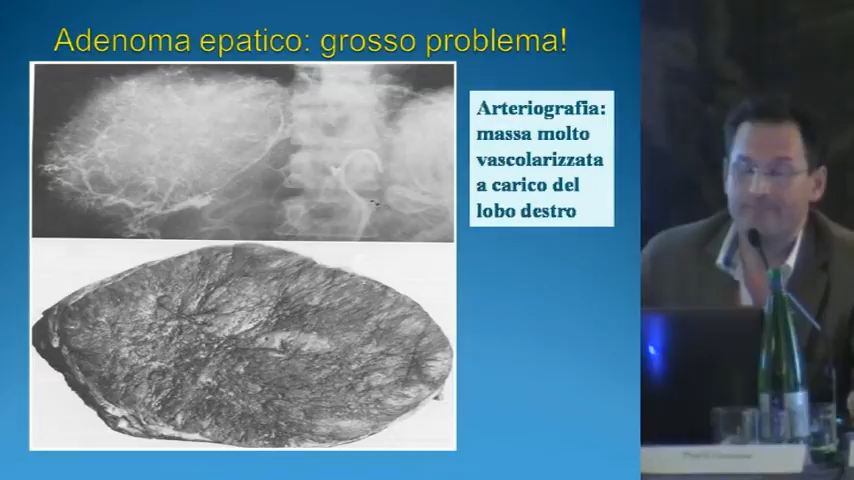 Adenoma epatico: grosso problema!
Arteriografia:
massa molto
vascolarizzata
a carico del
lobo destro